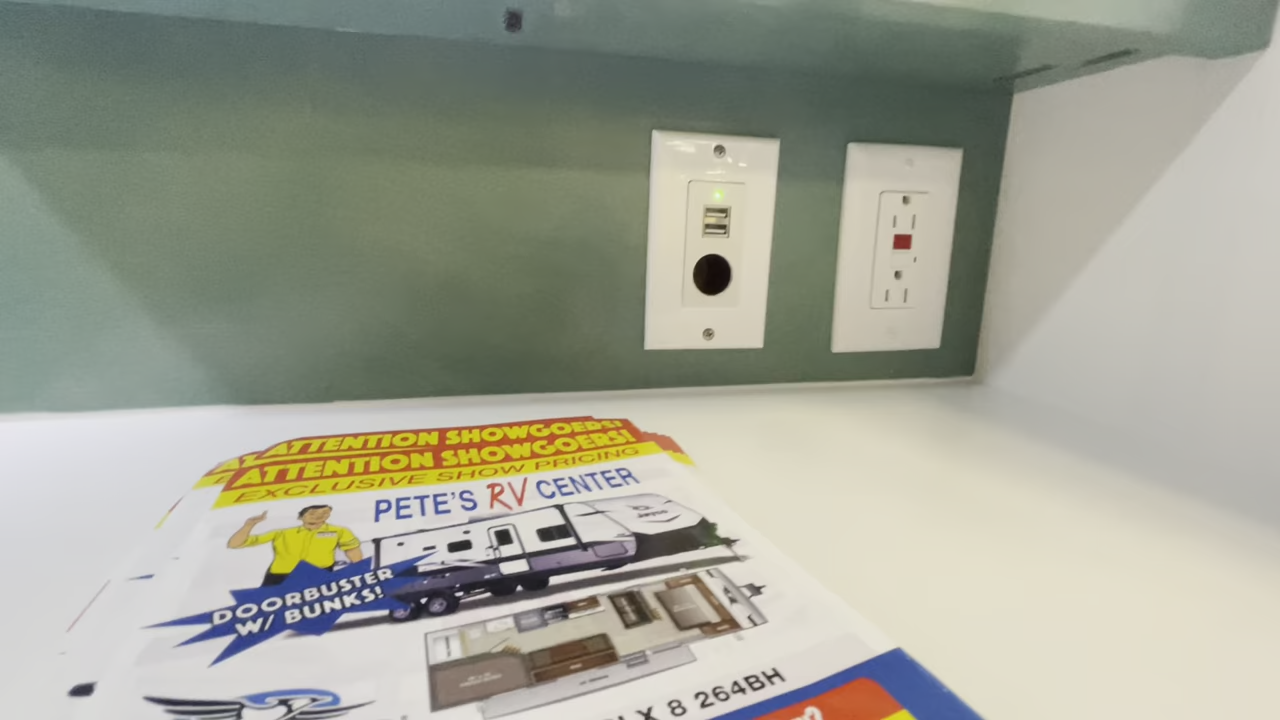 ATTENTION SHOWGOERS!
ATTENTION SHOWGOERS!
EXCLUSIVE SHOW PRICING
PETE'S RV CENTER
DOORBUSTER
W/ BUNKS!
X 8 264BH